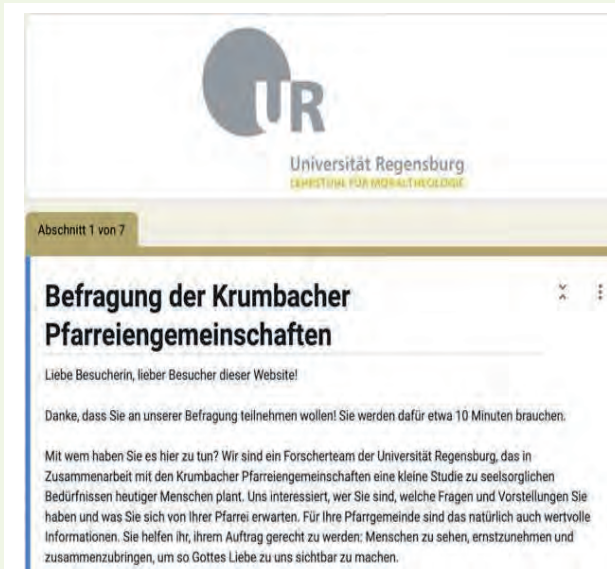 UR
Universität Regensburg
LEHRSTUHL FÜR MORALTHEOLOGIE
Abschnitt 1 von 7
Befragung der Krumbacher
Pfarreiengemeinschaften
Liebe Besucherin, lieber Besucher dieser Website!
Danke, dass Sie an unserer Befragung teilnehmen wollen! Sie werden dafür etwa 10 Minuten brauchen.
Mit wem haben Sie es hier zu tun? Wir sind ein Forscherteam der Universität Regensburg, das in
Zusammenarbeit mit den Krumbacher Pfarreiengemeinschaften eine kleine Studie zu seelsorglichen
Bedürfnissen heutiger Menschen plant. Uns interessiert, wer Sie sind, welche Fragen und Vorstellungen Sie
haben und was Sie sich von Ihrer Pfarrei erwarten. Für Ihre Pfarrgemeinde sind das natürlich auch wertvolle
Informationen. Sie helfen ihr, ihrem Auftrag gerecht zu werden: Menschen zu sehen, ernstzunehmen und
zusammenzubringen, um so Gottes Liebe zu uns sichtbar zu machen.